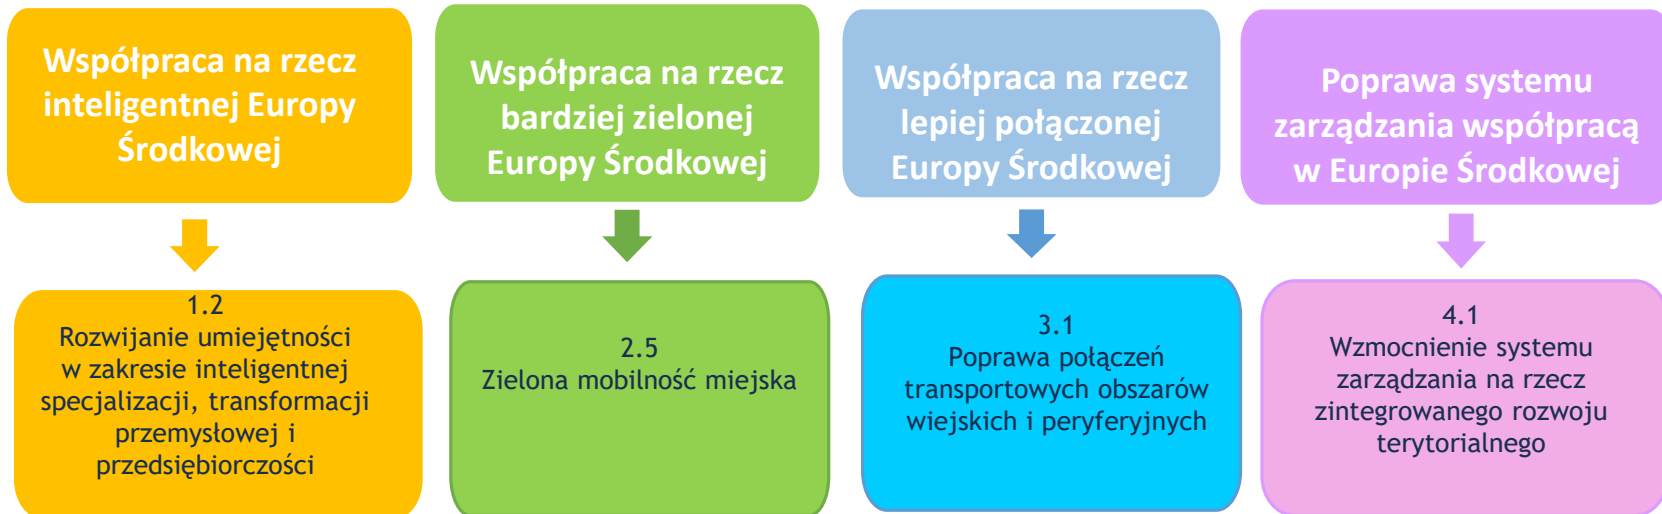 Współpraca na rzecz
inteligentnej Europy
Środkowej
Współpraca na rzecz
bardziej zielonej
Europy Środkowej
Współpraca na rzecz
lepiej połączonej
Europy Środkowej
Poprawa systemu
zarządzania współpracą
w Europie Środkowej
1.2
Rozwijanie umiejętności
w zakresie inteligentnej
specjalizacji, transformacji
przemysłowej i
przedsiębiorczości
2.5
Zielona mobilność miejska
3.1
Poprawa połączeń
transportowych obszarów
wiejskich i peryferyjnych
4.1
Wzmocnienie systemu
zarządzania na rzecz
zintegrowanego rozwoju
terytorialnego